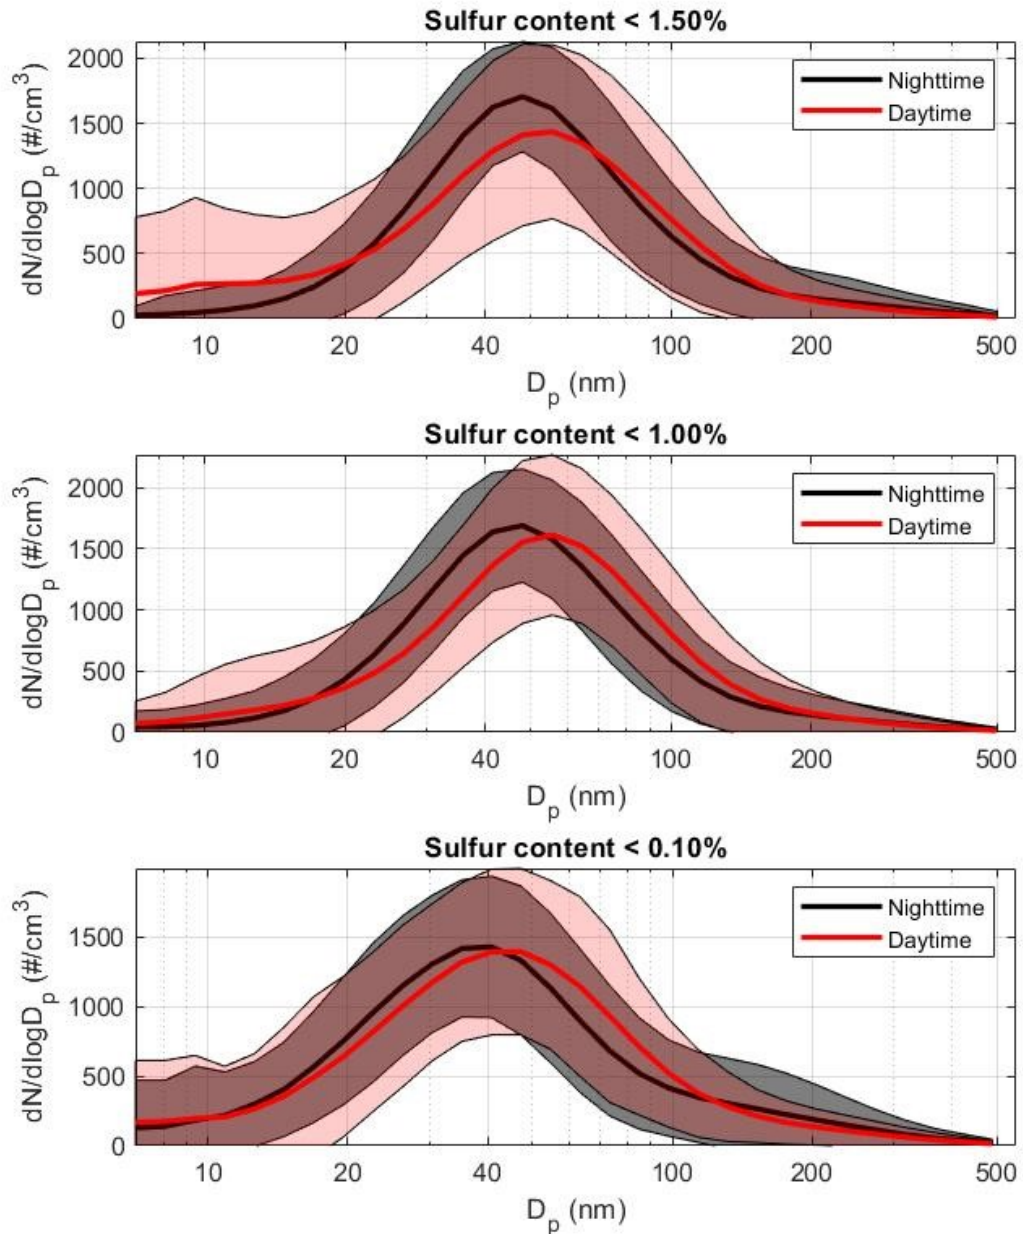 Sulfur content < 1.50%
2000
1500
1000
500
0
dN/dlogDp (#/cm3)
Nighttime
Daytime
10 20 40 100 200 500
Dp (nm)
Sulfur content < 1.00%
2000
1500
1000
500
0
dN/dlogDp (#/cm3)
Nighttime
Daytime
10 20 40 100 200 500
Dp (nm)
Sulfur content < 0.10%
1500
1000
500
0
dN/dlogDp (#/cm3)
Nighttime
Daytime
10 20 40 100 200 500
Dp (nm)